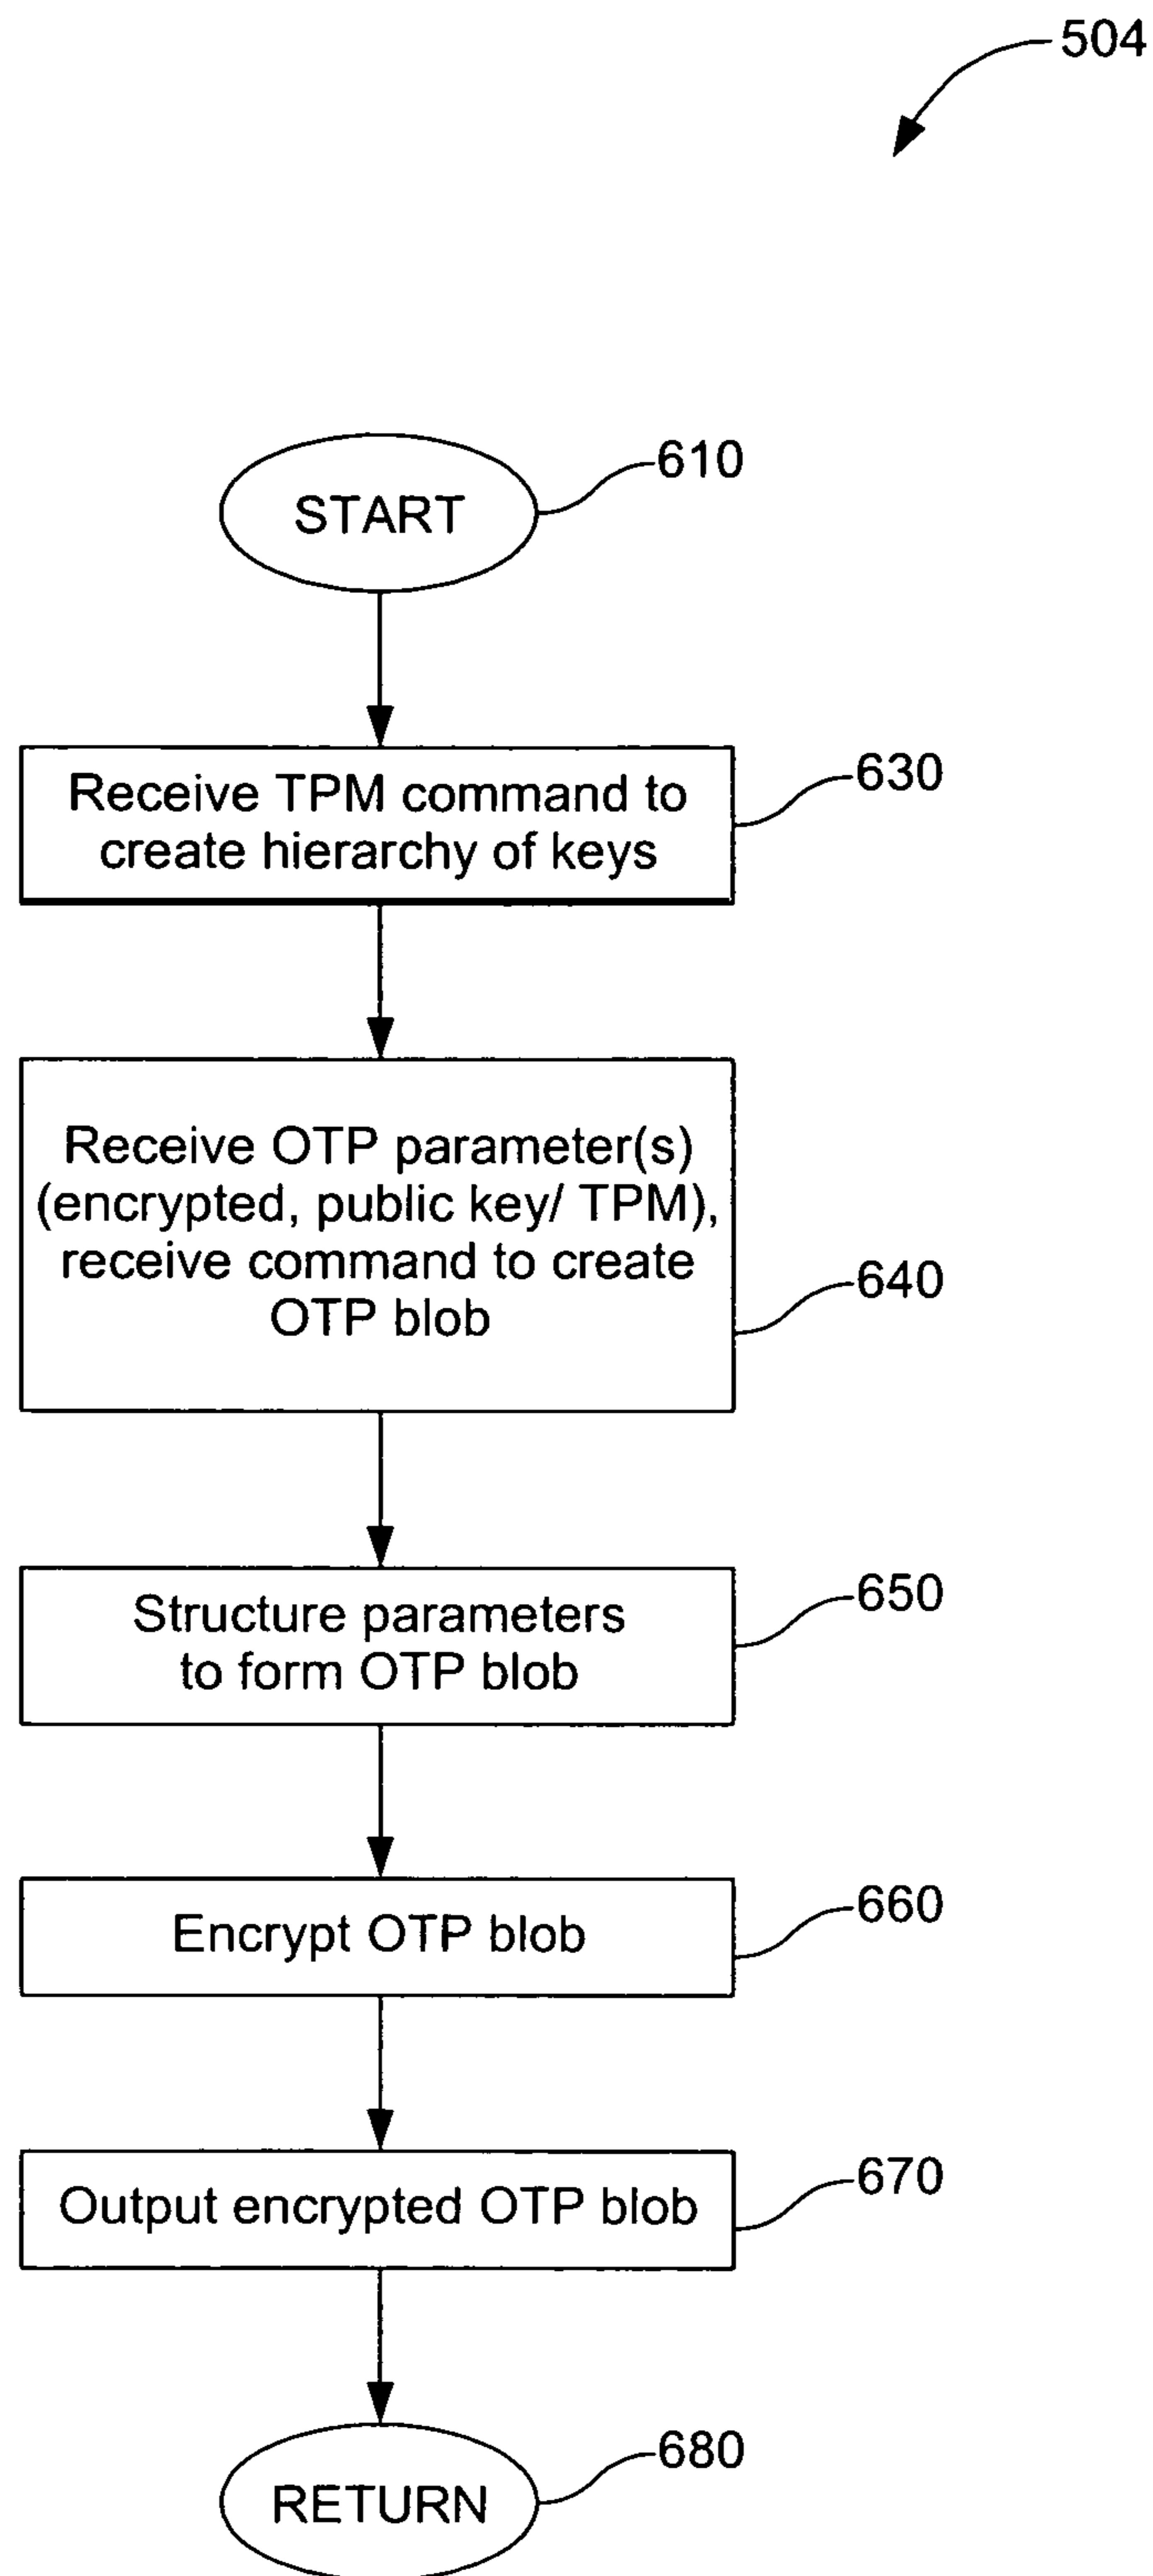 504
START
610
Receive TPM command to
create hierarchy of keys
630
Receive OTP parameter(s)
(encrypted, public key/ TPM),
receive command to create
OTP blob
640
Structure parameters
to form OTP blob
650
Encrypt OTP blob
660
Output encrypted OTP blob
670
RETURN
680